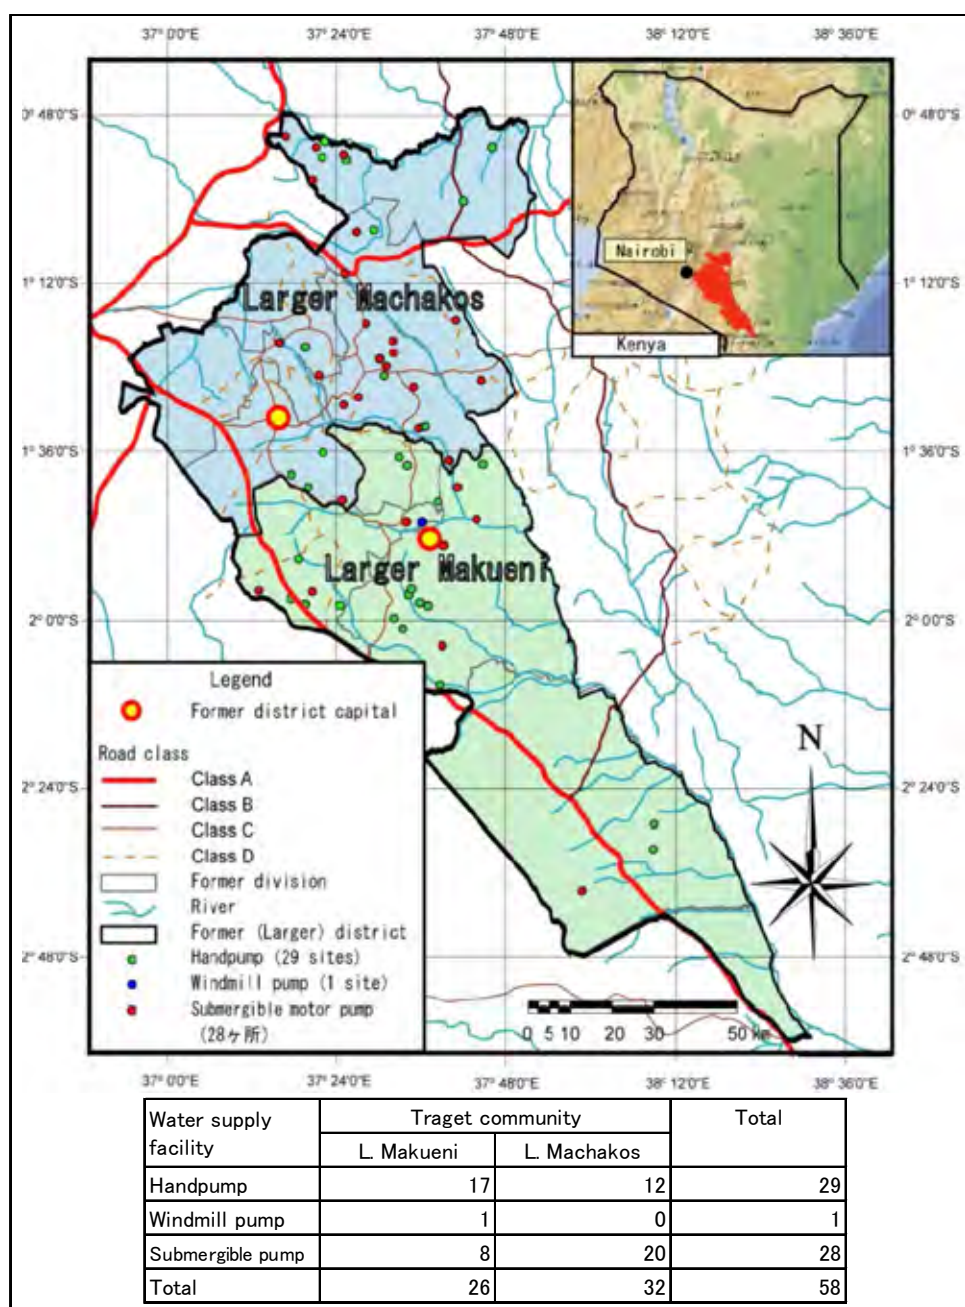 37° 0'0"E 37° 24'0"E 37° 48'0"E 38° 12'0"E 38° 36'0"E
0° 48'0"S 0° 48'0"S
Nairobi
1° 12'0"S 1° 12'0"S
Larger Machakos
Kenya
1° 36'0"S 1° 36'0"S
Larger Makueni
2° 0'0"S 2° 0'0"S
Legend
Former district capital
N
Road class
Class A
2° 24'0"S 2° 24'0"S
Class B
Class C
Class D
Former division
River
Former (Larger) district
Handpump (29 sites)
2° 48'0"S 2° 48'0"S
Windmill pump (1 site)
Submergible motor pump
(28ヶ所)
0 5 10 20 30 50 km
37° 0'0"E 37° 24'0"E 37° 48'0"E 38° 12'0"E 38° 36'0"E
Water supply facility Traget community Total
L. Makueni L. Machakos
Handpump 17 12 29
Windmill pump 1 0 1
Submergible pump 8 20 28
Total 26 32 58